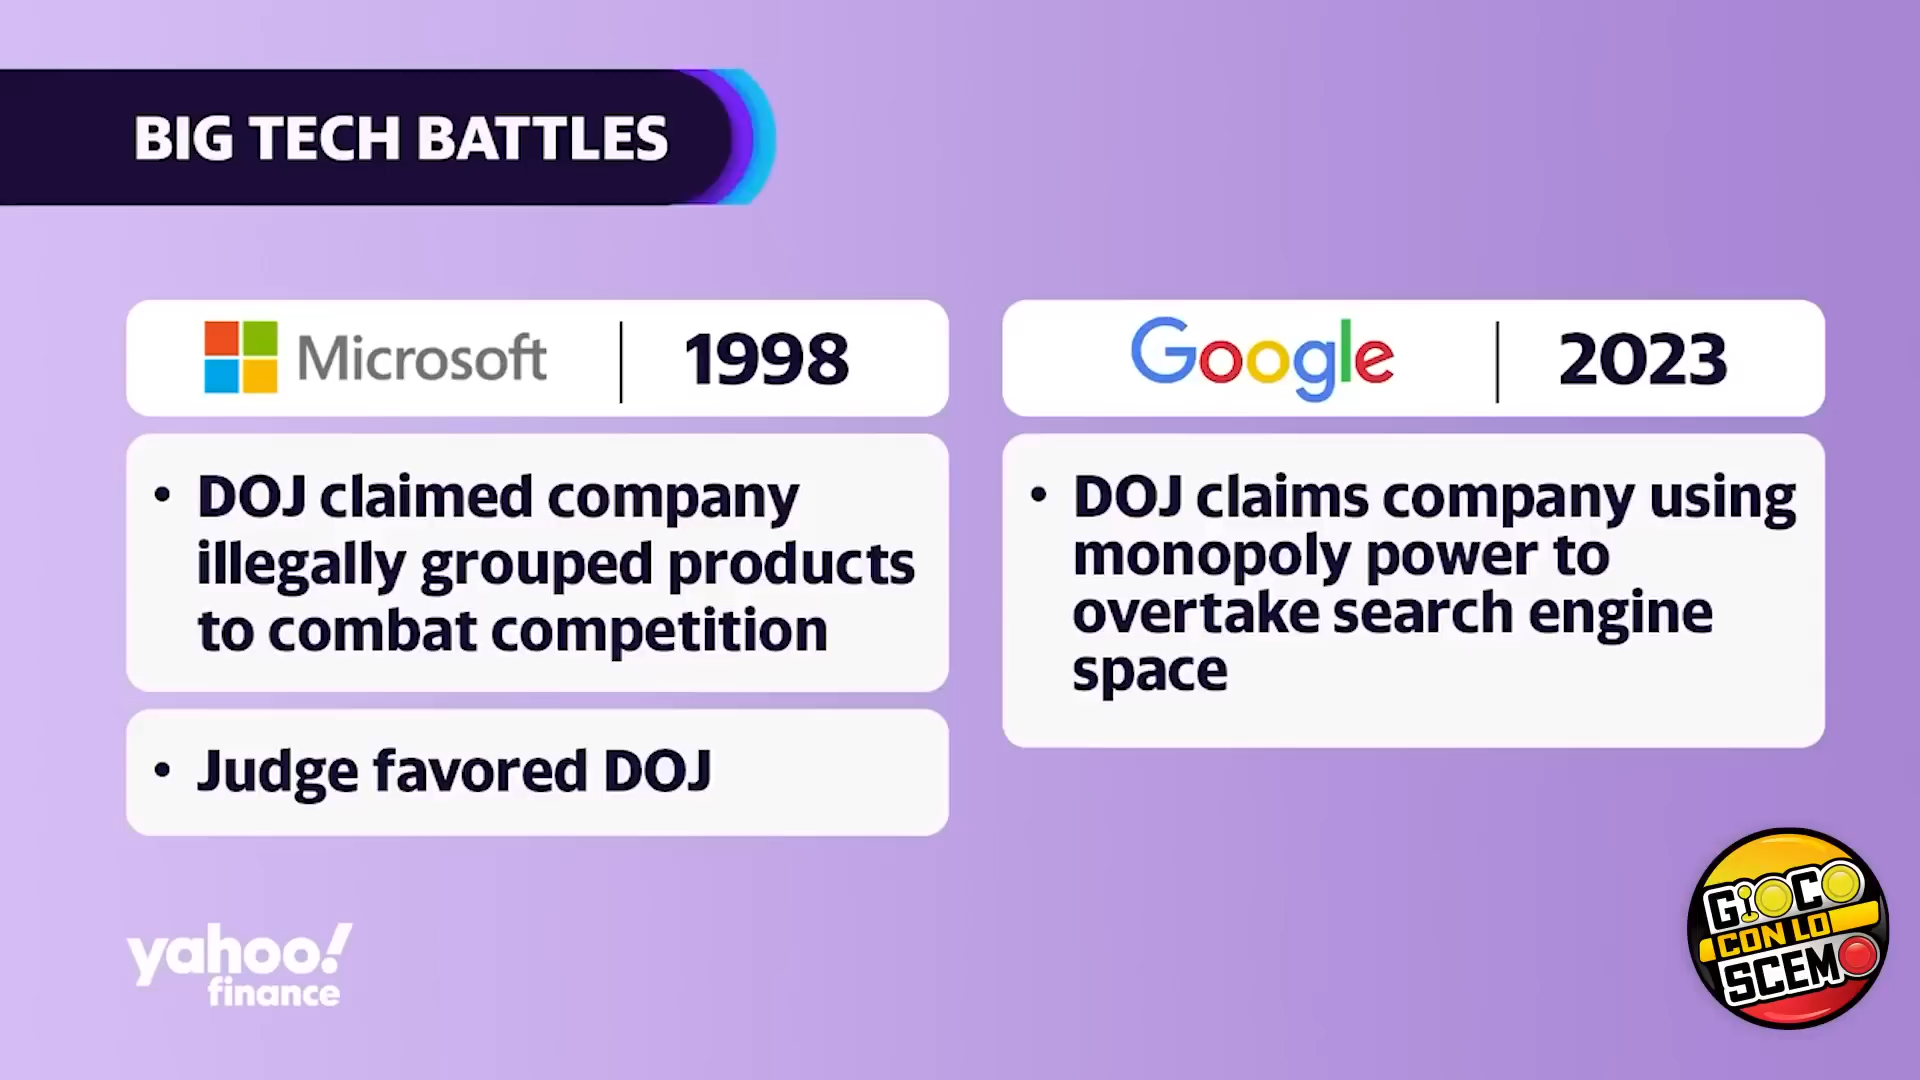 BIG TECH BATTLES
Microsoft | 1998
• DOJ claimed company
illegally grouped products
to combat competition
• Judge favored DOJ
Google | 2023
• DOJ claims company using
monopoly power to
overtake search engine
space
yahoo!
finance
GIOCO
CON LO
SCEMO